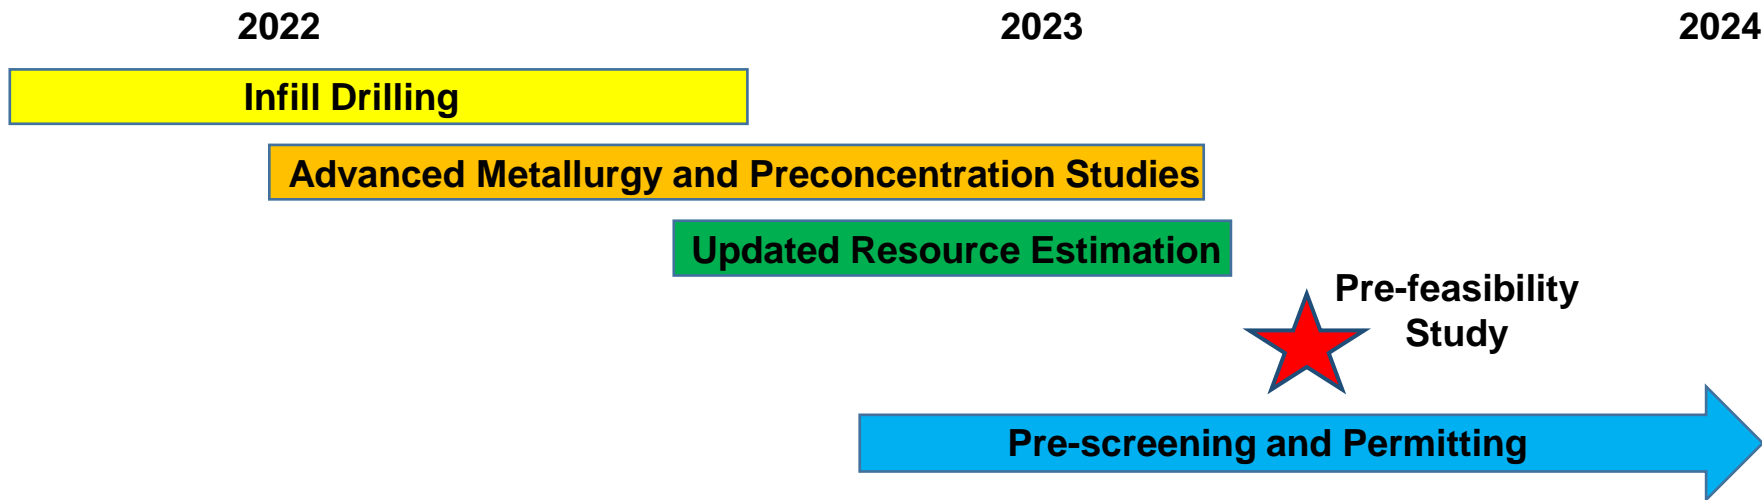 2022 2023 2024
Infill Drilling
Advanced Metallurgy and Preconcentration Studies
Updated Resource Estimation
Pre-feasibility
Study
Pre-screening and Permitting